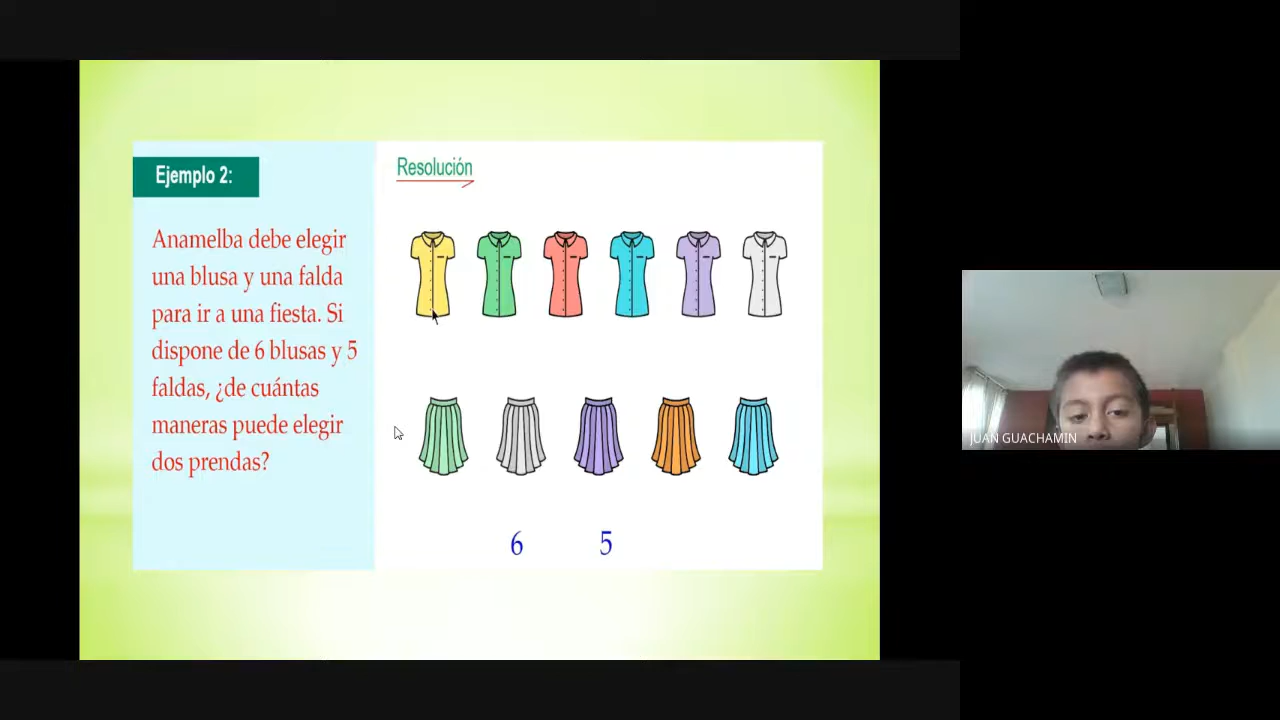 Ejemplo 2:
Anamelba debe elegir
una blusa y una falda
para ir a una fiesta. Si
dispone de 6 blusas y 5
faldas, ¿de cuántas
maneras puede elegir
dos prendas?
Resolución
6 5
JUAN GUACHAMIN